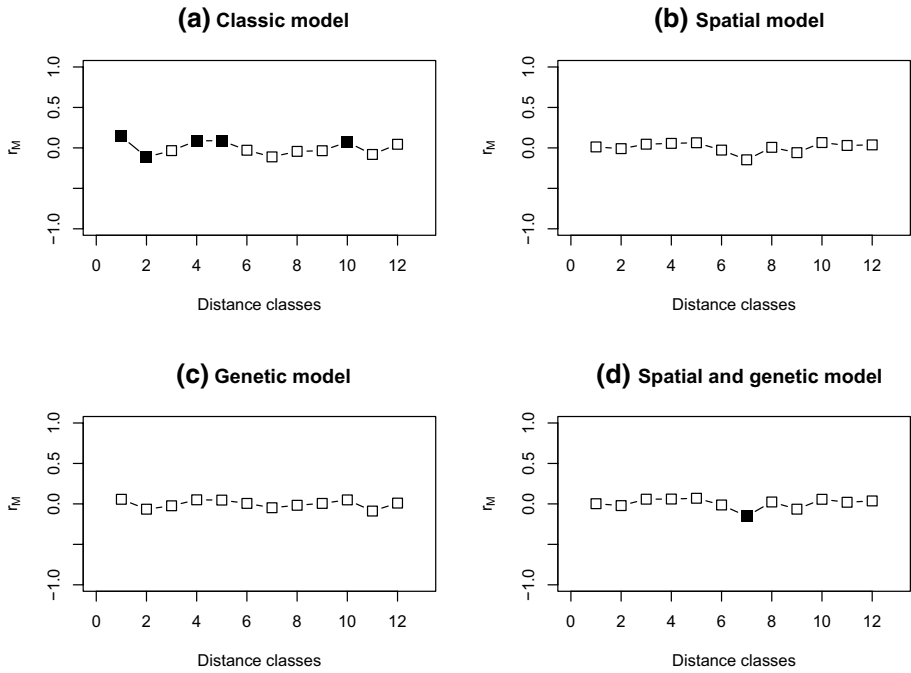 (a) Classic model
1.0
0.5
0.0
−1.0
r_M
0 2 4 6 8 10 12
Distance classes
(b) Spatial model
1.0
0.5
0.0
−1.0
r_M
0 2 4 6 8 10 12
Distance classes
(c) Genetic model
1.0
0.5
0.0
−1.0
r_M
0 2 4 6 8 10 12
Distance classes
(d) Spatial and genetic model
1.0
0.5
0.0
−1.0
r_M
0 2 4 6 8 10 12
Distance classes